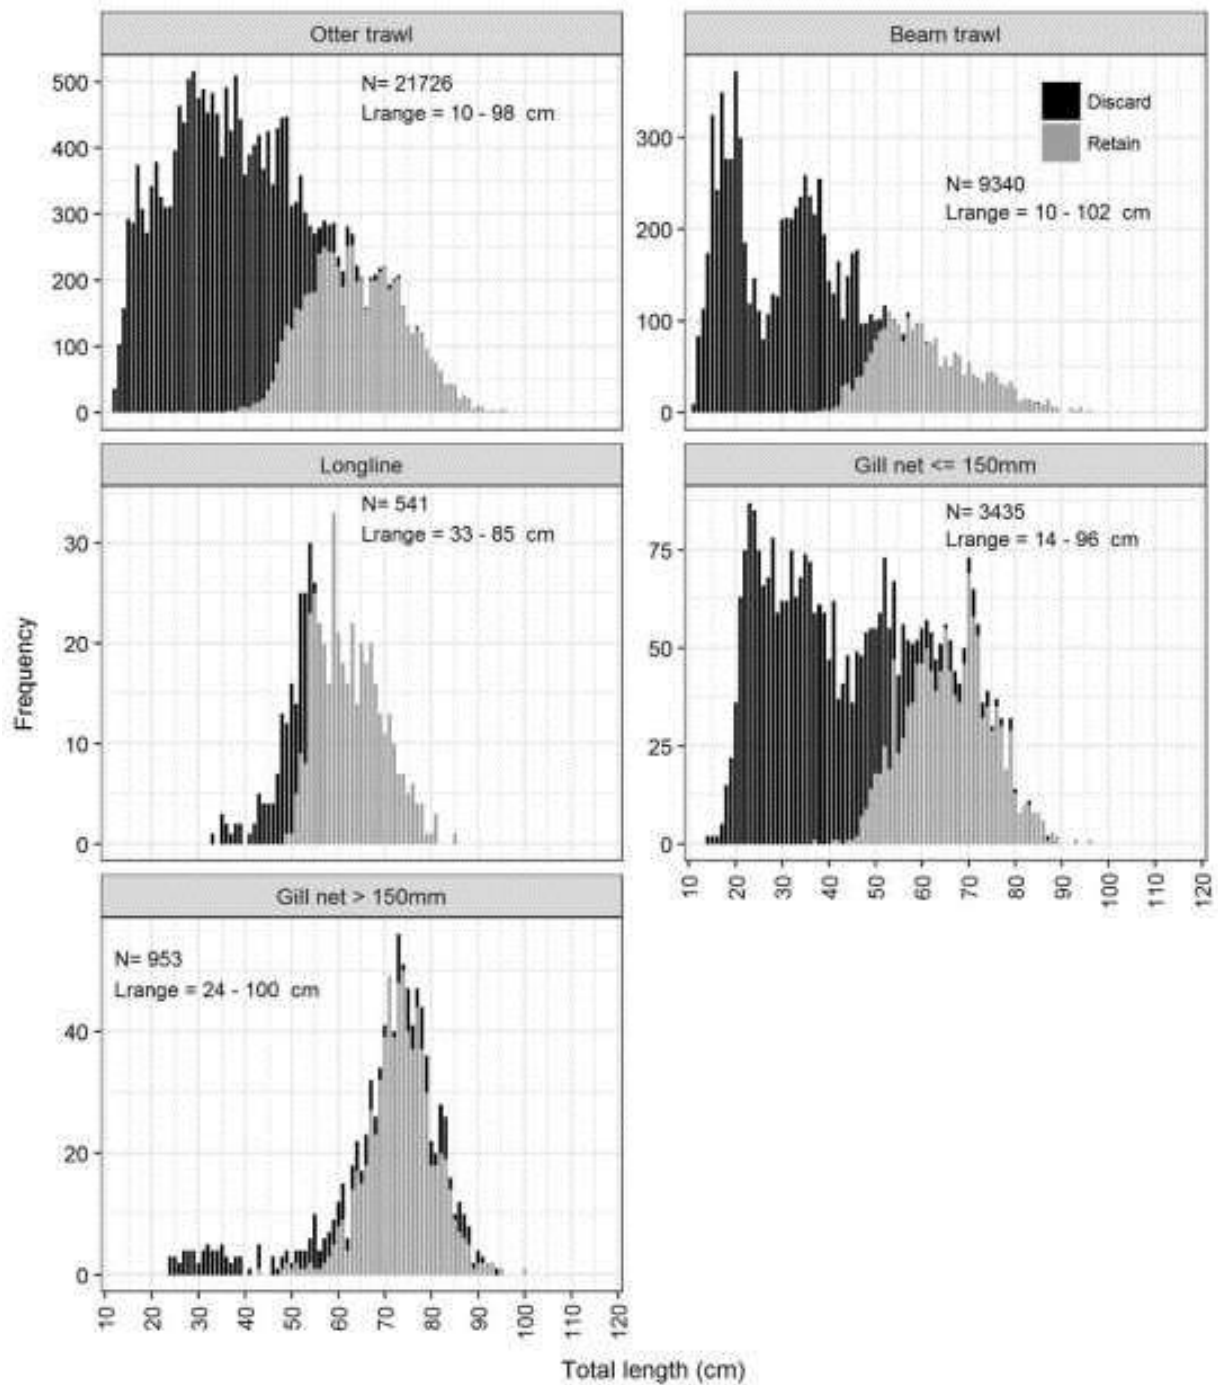 Otter trawl
N= 21726
Lrange = 10 - 98 cm
500
400
300
200
100
0
Beam trawl
Discard
Retain
N= 9340
Lrange = 10 - 102 cm
300
200
100
0
Longline
N= 541
Lrange = 33 - 85 cm
30
20
10
0
Gill net <= 150mm
N= 3435
Lrange = 14 - 96 cm
75
50
25
0
10 20 30 40 50 60 70 80 90 100 110 120
Gill net > 150mm
N= 953
Lrange = 24 - 100 cm
40
20
0
10 20 30 40 50 60 70 80 90 100 110 120
Frequency
Total length (cm)